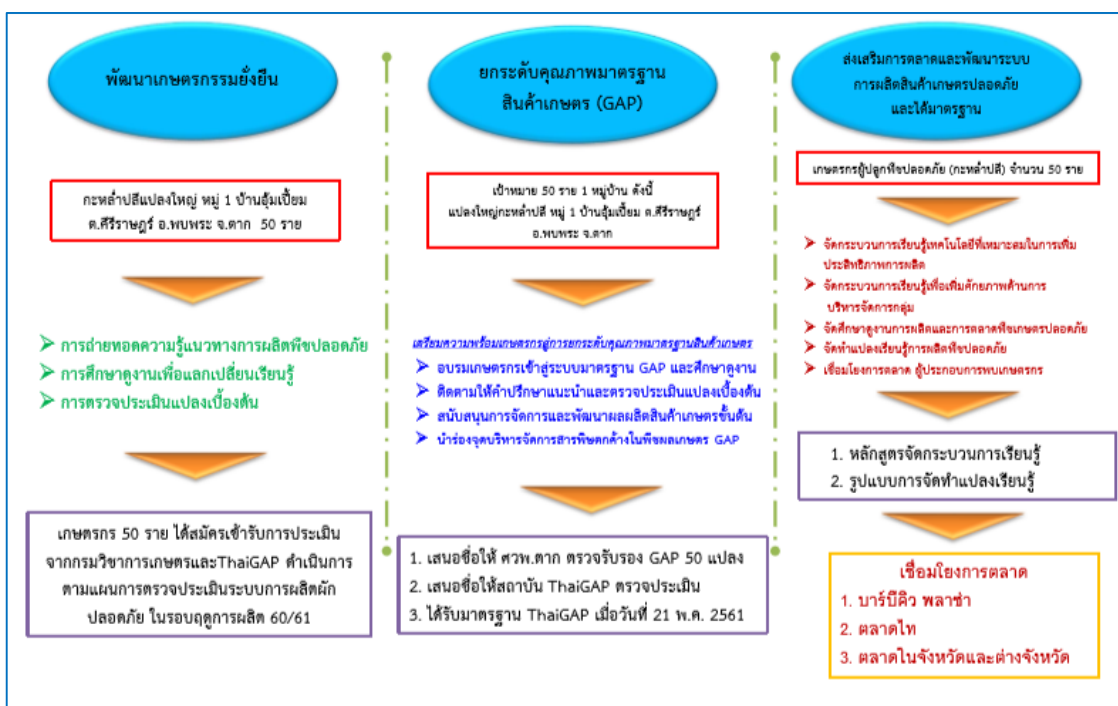 พัฒนาเกษตรกรรมยั่งยืน
กะหล่ำปลีแปลงใหญ่ หมู่ 1 บ้านอุ้มเปี้ยม
ต.คีรีราษฎร์ อ.พบพระ จ.ตาก 50 ราย
การถ่ายทอดความรู้แนวทางการผลิตพืชปลอดภัย
การศึกษาดูงานเพื่อแลกเปลี่ยนเรียนรู้
การตรวจประเมินแปลงเบื้องต้น
เกษตรกร 50 ราย ได้สมัครเข้ารับการประเมิน
จากกรมวิชาการเกษตรและThaiGAP ดำเนินการ
ตามแผนการตรวจประเมินระบบการผลิตผัก
ปลอดภัย ในรอบฤดูการผลิต 60/61
ยกระดับคุณภาพมาตรฐาน
สินค้าเกษตร (GAP)
เป้าหมาย 50 ราย 1 หมู่บ้าน ดังนี้
แปลงใหญ่กะหล่ำปลี หมู่ 1 บ้านอุ้มเปี้ยม ต.คีรีราษฎร์
อ.พบพระ จ.ตาก
เตรียมความพร้อมเกษตรกรสู่การยกระดับคุณภาพมาตรฐานสินค้าเกษตร
อบรมเกษตรกรเข้าสู่ระบบมาตรฐาน GAP และศึกษาดูงาน
ติดตามให้คำปรึกษาแนะนำและตรวจประเมินแปลงเบื้องต้น
สนับสนุนการจัดการและพัฒนาผลผลิตสินค้าเกษตรขั้นต้น
นำร่องจุดบริหารจัดการสารพิษตกค้างในพืชผลเกษตร GAP
1. เสนอชื่อให้ ศวพ.ตาก ตรวจรับรอง GAP 50 แปลง
2. เสนอชื่อให้สถาบัน ThaiGAP ตรวจประเมิน
3. ได้รับมาตรฐาน ThaiGAP เมื่อวันที่ 21 พ.ค. 2561
ส่งเสริมการตลาดและพัฒนาระบบ
การผลิตสินค้าเกษตรปลอดภัย
และได้มาตรฐาน
เกษตรกรผู้ปลูกพืชปลอดภัย (กะหล่ำปลี) จำนวน 50 ราย
จัดกระบวนการเรียนรู้เทคโนโลยีที่เหมาะสมในการเพิ่ม
ประสิทธิภาพการผลิต
จัดกระบวนการเรียนรู้เพื่อเพิ่มศักยภาพด้านการ
บริหารจัดการกลุ่ม
จัดศึกษาดูงานการผลิตและการตลาดพืชเกษตรปลอดภัย
จัดทำแปลงเรียนรู้การผลิตพืชปลอดภัย
เชื่อมโยงการตลาด ผู้ประกอบการพบเกษตรกร
1. หลักสูตรจัดกระบวนการเรียนรู้
2. รูปแบบการจัดทำแปลงเรียนรู้
เชื่อมโยงการตลาด
1. บาร์บีคิว พลาซ่า
2. ตลาดไท
3. ตลาดในจังหวัดและต่างจังหวัด